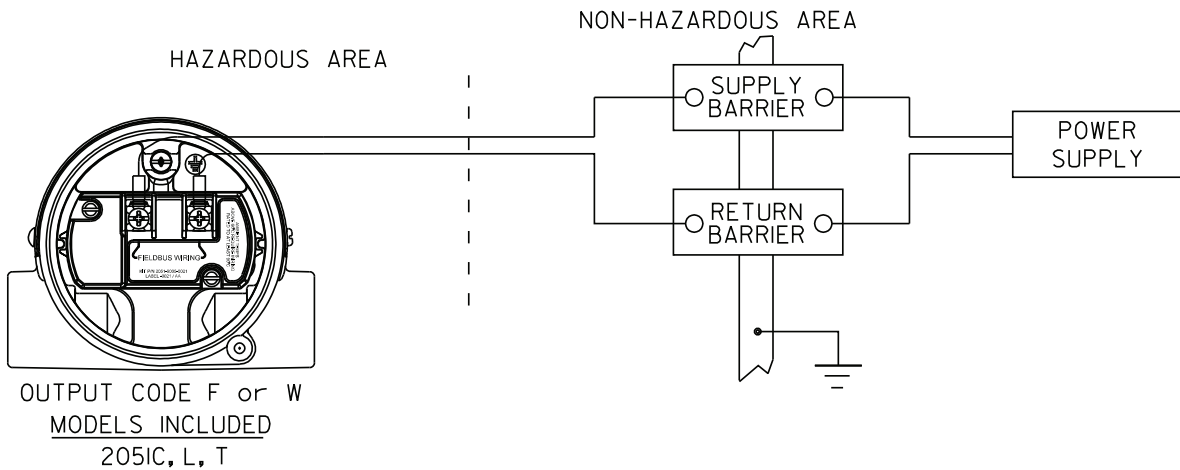 NON-HAZARDOUS AREA
HAZARDOUS AREA
SUPPLY
BARRIER
POWER
SUPPLY
RETURN
BARRIER
FIELDBUS WIRING
OUTPUT CODE F or W
MODELS INCLUDED
2051C, L, T